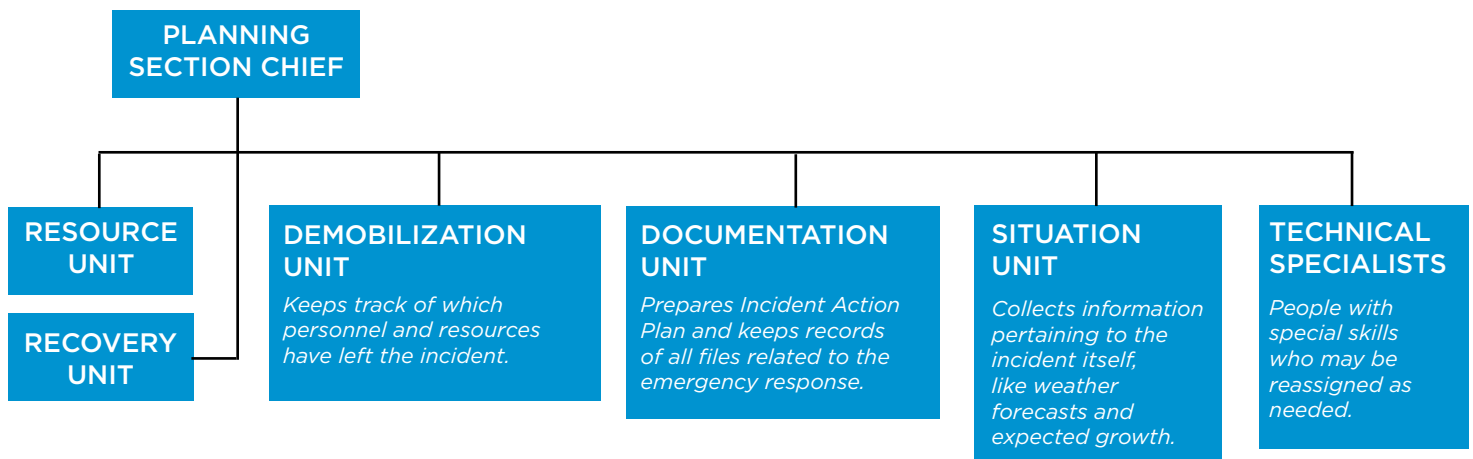 PLANNING
SECTION CHIEF
RESOURCE
UNIT
RECOVERY
UNIT
DEMOBILIZATION
UNIT
Keeps track of which
personnel and resources
have left the incident.
DOCUMENTATION
UNIT
Prepares Incident Action
Plan and keeps records
of all files related to the
emergency response.
SITUATION
UNIT
Collects information
pertaining to the
incident itself,
like weather
forecasts and
expected growth.
TECHNICAL
SPECIALISTS
People with
special skills
who may be
reassigned as
needed.